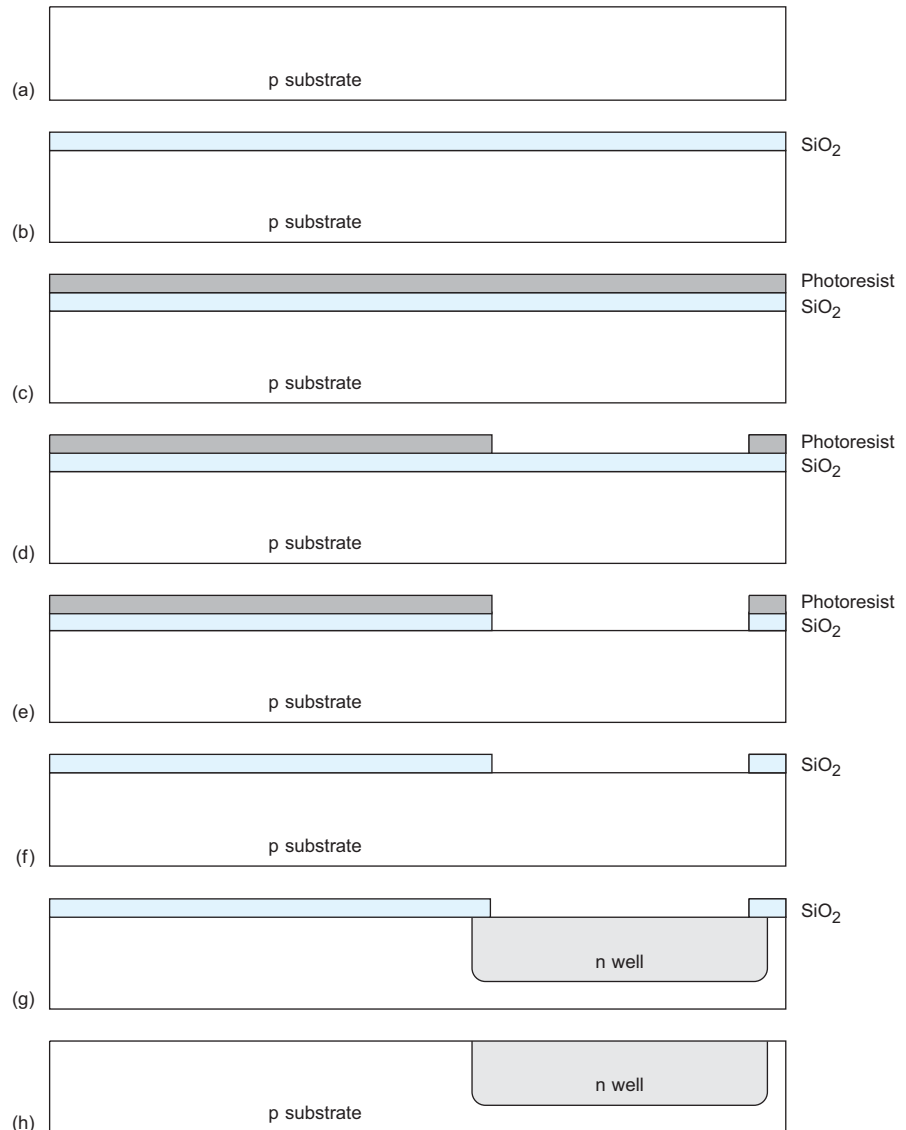 p substrate
(a)
SiO2
p substrate
(b)
Photoresist
SiO2
p substrate
(c)
Photoresist
SiO2
p substrate
(d)
Photoresist
SiO2
p substrate
(e)
SiO2
p substrate
(f)
SiO2
n well
(g)
n well
p substrate
(h)